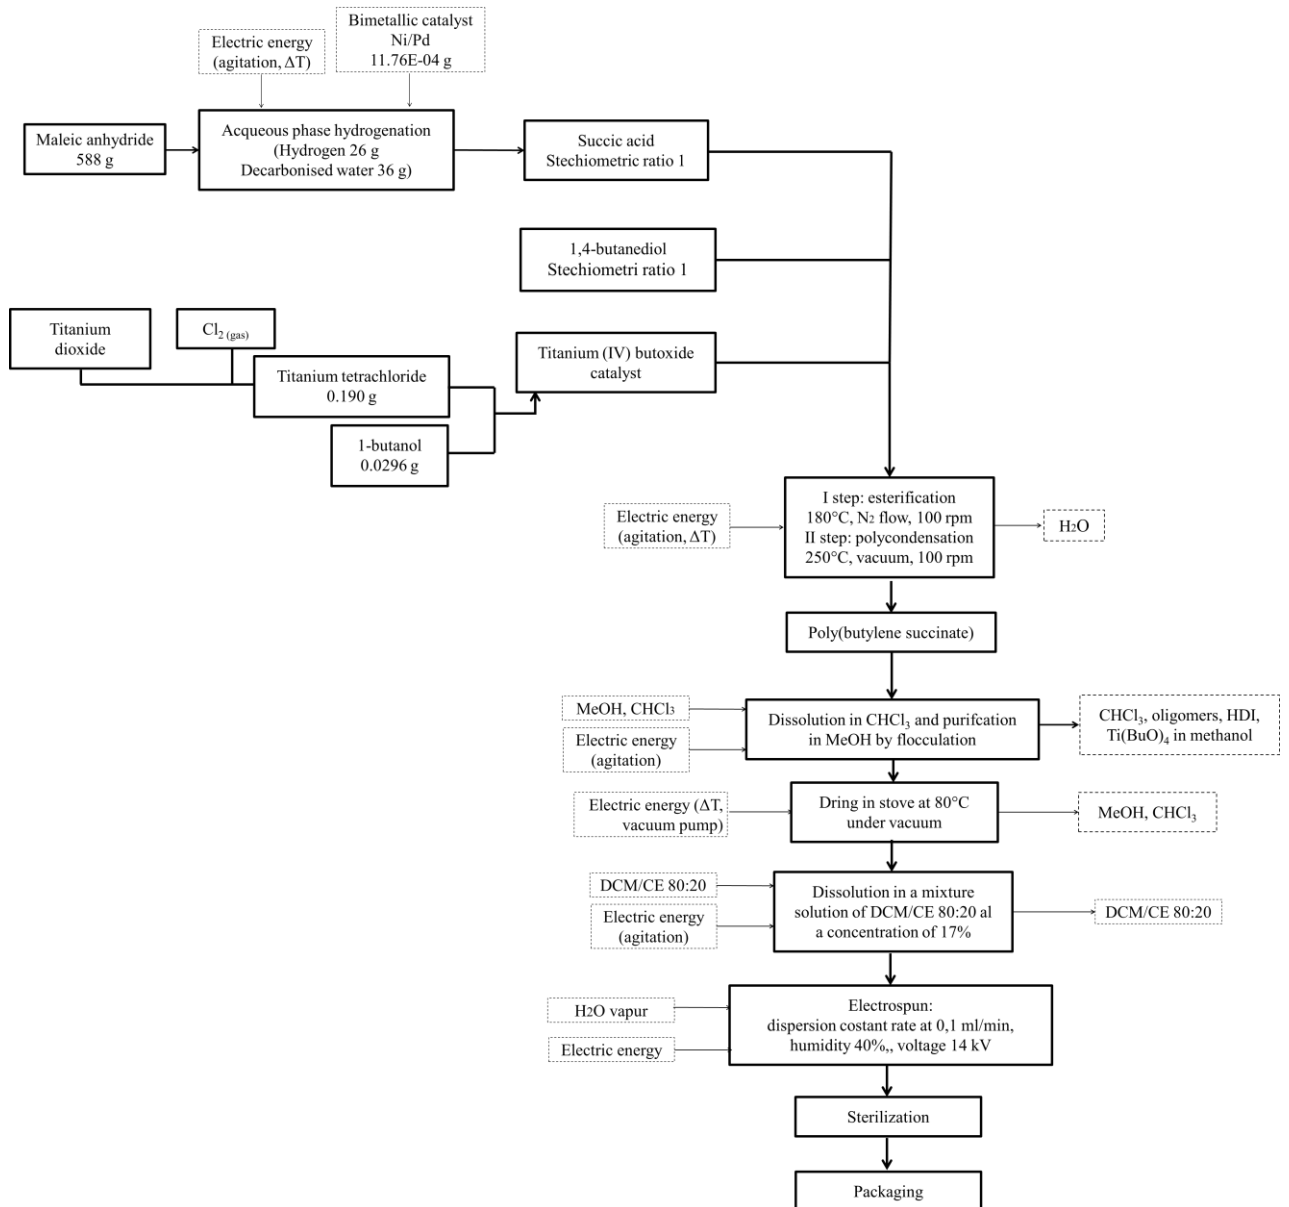 Bimetallic catalyst
Ni/Pd
11.76E-04 g
Electric energy
(agitation, ΔT)
Maleic anhydride
588 g
Acqueous phase hydrogenation
(Hydrogen 26 g
Decarbonised water 36 g)
Succic acid
Stechiometric ratio 1
1,4-butanediol
Stechiometri ratio 1
Titanium
dioxide
Cl₂ (gas)
Titanium tetrachloride
0.190 g
1-butanol
0.0296 g
Titanium (IV) butoxide
catalyst
Electric energy
(agitation, ΔT)
I step: esterification
180°C, N₂ flow, 100 rpm
II step: polycondensation
250°C, vacuum, 100 rpm
H₂O
Poly(butylene succinate)
MeOH, CHCl₃
Electric energy
(agitation)
Dissolution in CHCl₃ and purifcation
in MeOH by flocculation
CHCl₃, oligomers, HDI,
Ti(BuO)₄ in methanol
Electric energy (ΔT,
vacuum pump)
Dring in stove at 80°C
under vacuum
MeOH, CHCl₃
DCM/CE 80:20
Electric energy
(agitation)
Dissolution in a mixture
solution of DCM/CE 80:20 al
a concentration of 17%
DCM/CE 80:20
H₂O vapur
Electric energy
Electrospun:
dispersion costant rate at 0,1 ml/min,
humidity 40%,, voltage 14 kV
Sterilization
Packaging